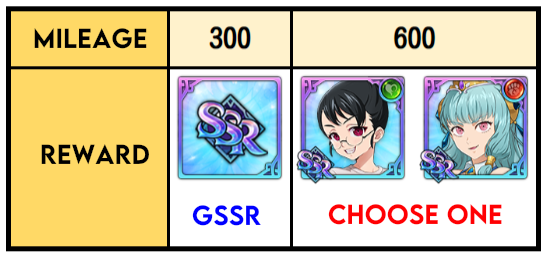 MILEAGE 300 600
SSR
SSR SSR
REWARD
GSSR CHOOSE ONE